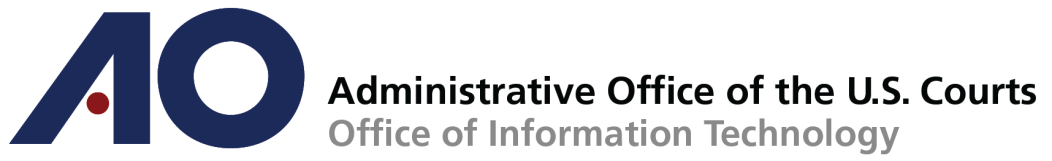 AO
Administrative Office of the U.S. Courts
Office of Information Technology